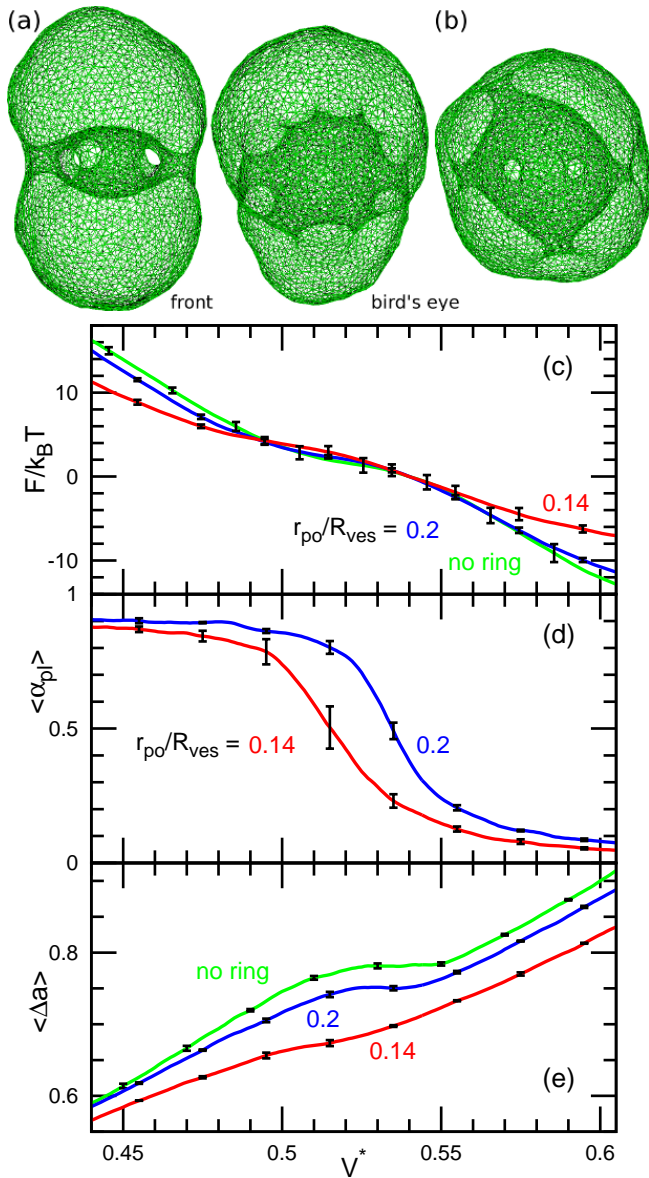 (a)
(b)
front
bird's eye
(c)
10
0
-10
F/k_BT
0.14
r_po/R_ves = 0.2
no ring
(d)
1
0.5
0
<α_pl>
r_po/R_ves = 0.14
0.2
(e)
0.8
0.6
<Δa>
no ring
0.2
0.14
0.45
0.5
0.55
0.6
V*